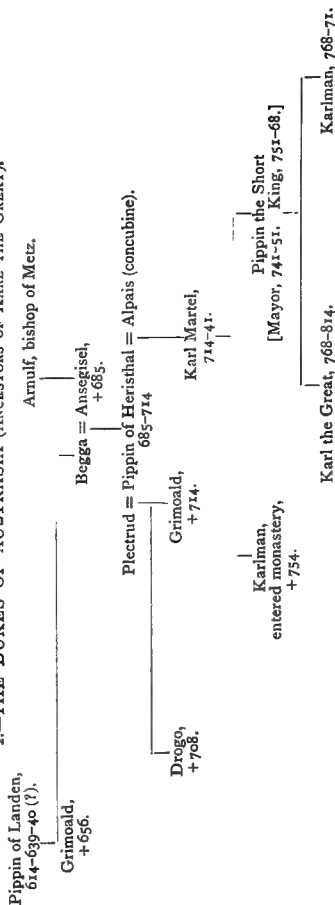 2.—THE DUKES OF AUSTRASIA (ANCESTORS OF KARL THE GREAT).
Pippin of Landen,
614-639-40 (?).
Arnulf, bishop of Metz.
Grimoald,
+656.
Begga = Ansegisel,
+685.
Plectrud = Pippin of Heristhal = Alpais (concubine).
685-714
Drogo,
+708.
Grimoald,
+714.
Karl Martel,
714-41.
Karlman,
entered monastery,
+754.
Pippin the Short
[Mayor, 741-51. King, 751-68.]
Karl the Great, 768-814.
Karlman, 768-71.